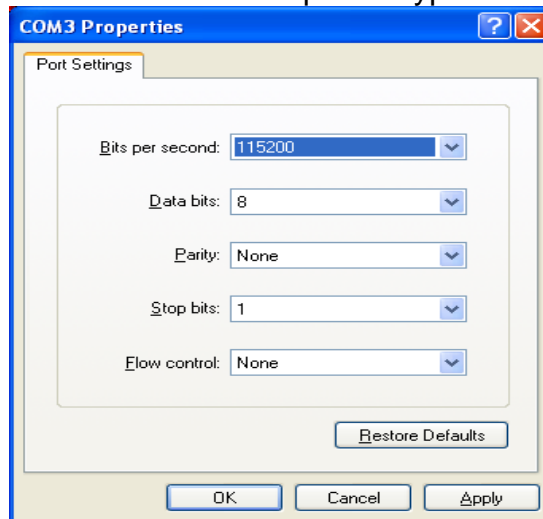 COM3 Properties
Port Settings
Bits per second: 115200
Data bits: 8
Parity: None
Stop bits: 1
Flow control: None
Restore Defaults
OK Cancel Apply